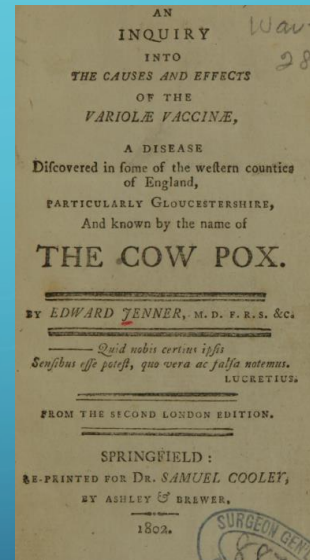 AN
INQUIRY
INTO
THE CAUSES AND EFFECTS
OF THE
VARIOLÆ VACCINÆ,
A DISEASE
Diſcovered in ſome of the weſtern counties
of England,
PARTICULARLY GLOUCESTERSHIRE,
And known by the name of
THE COW POX.
BY EDWARD JENNER, M. D. F. R. S. &c.
Quid nobis certius ipſis
Senſibus eſſe poteſt, quo vera ac falſa notemus.
LUCRETIUS.
FROM THE SECOND LONDON EDITION.
SPRINGFIELD:
RE-PRINTED FOR DR. SAMUEL COOLEY,
BY ASHLEY & BREWER.
1802.
SURGEON
28